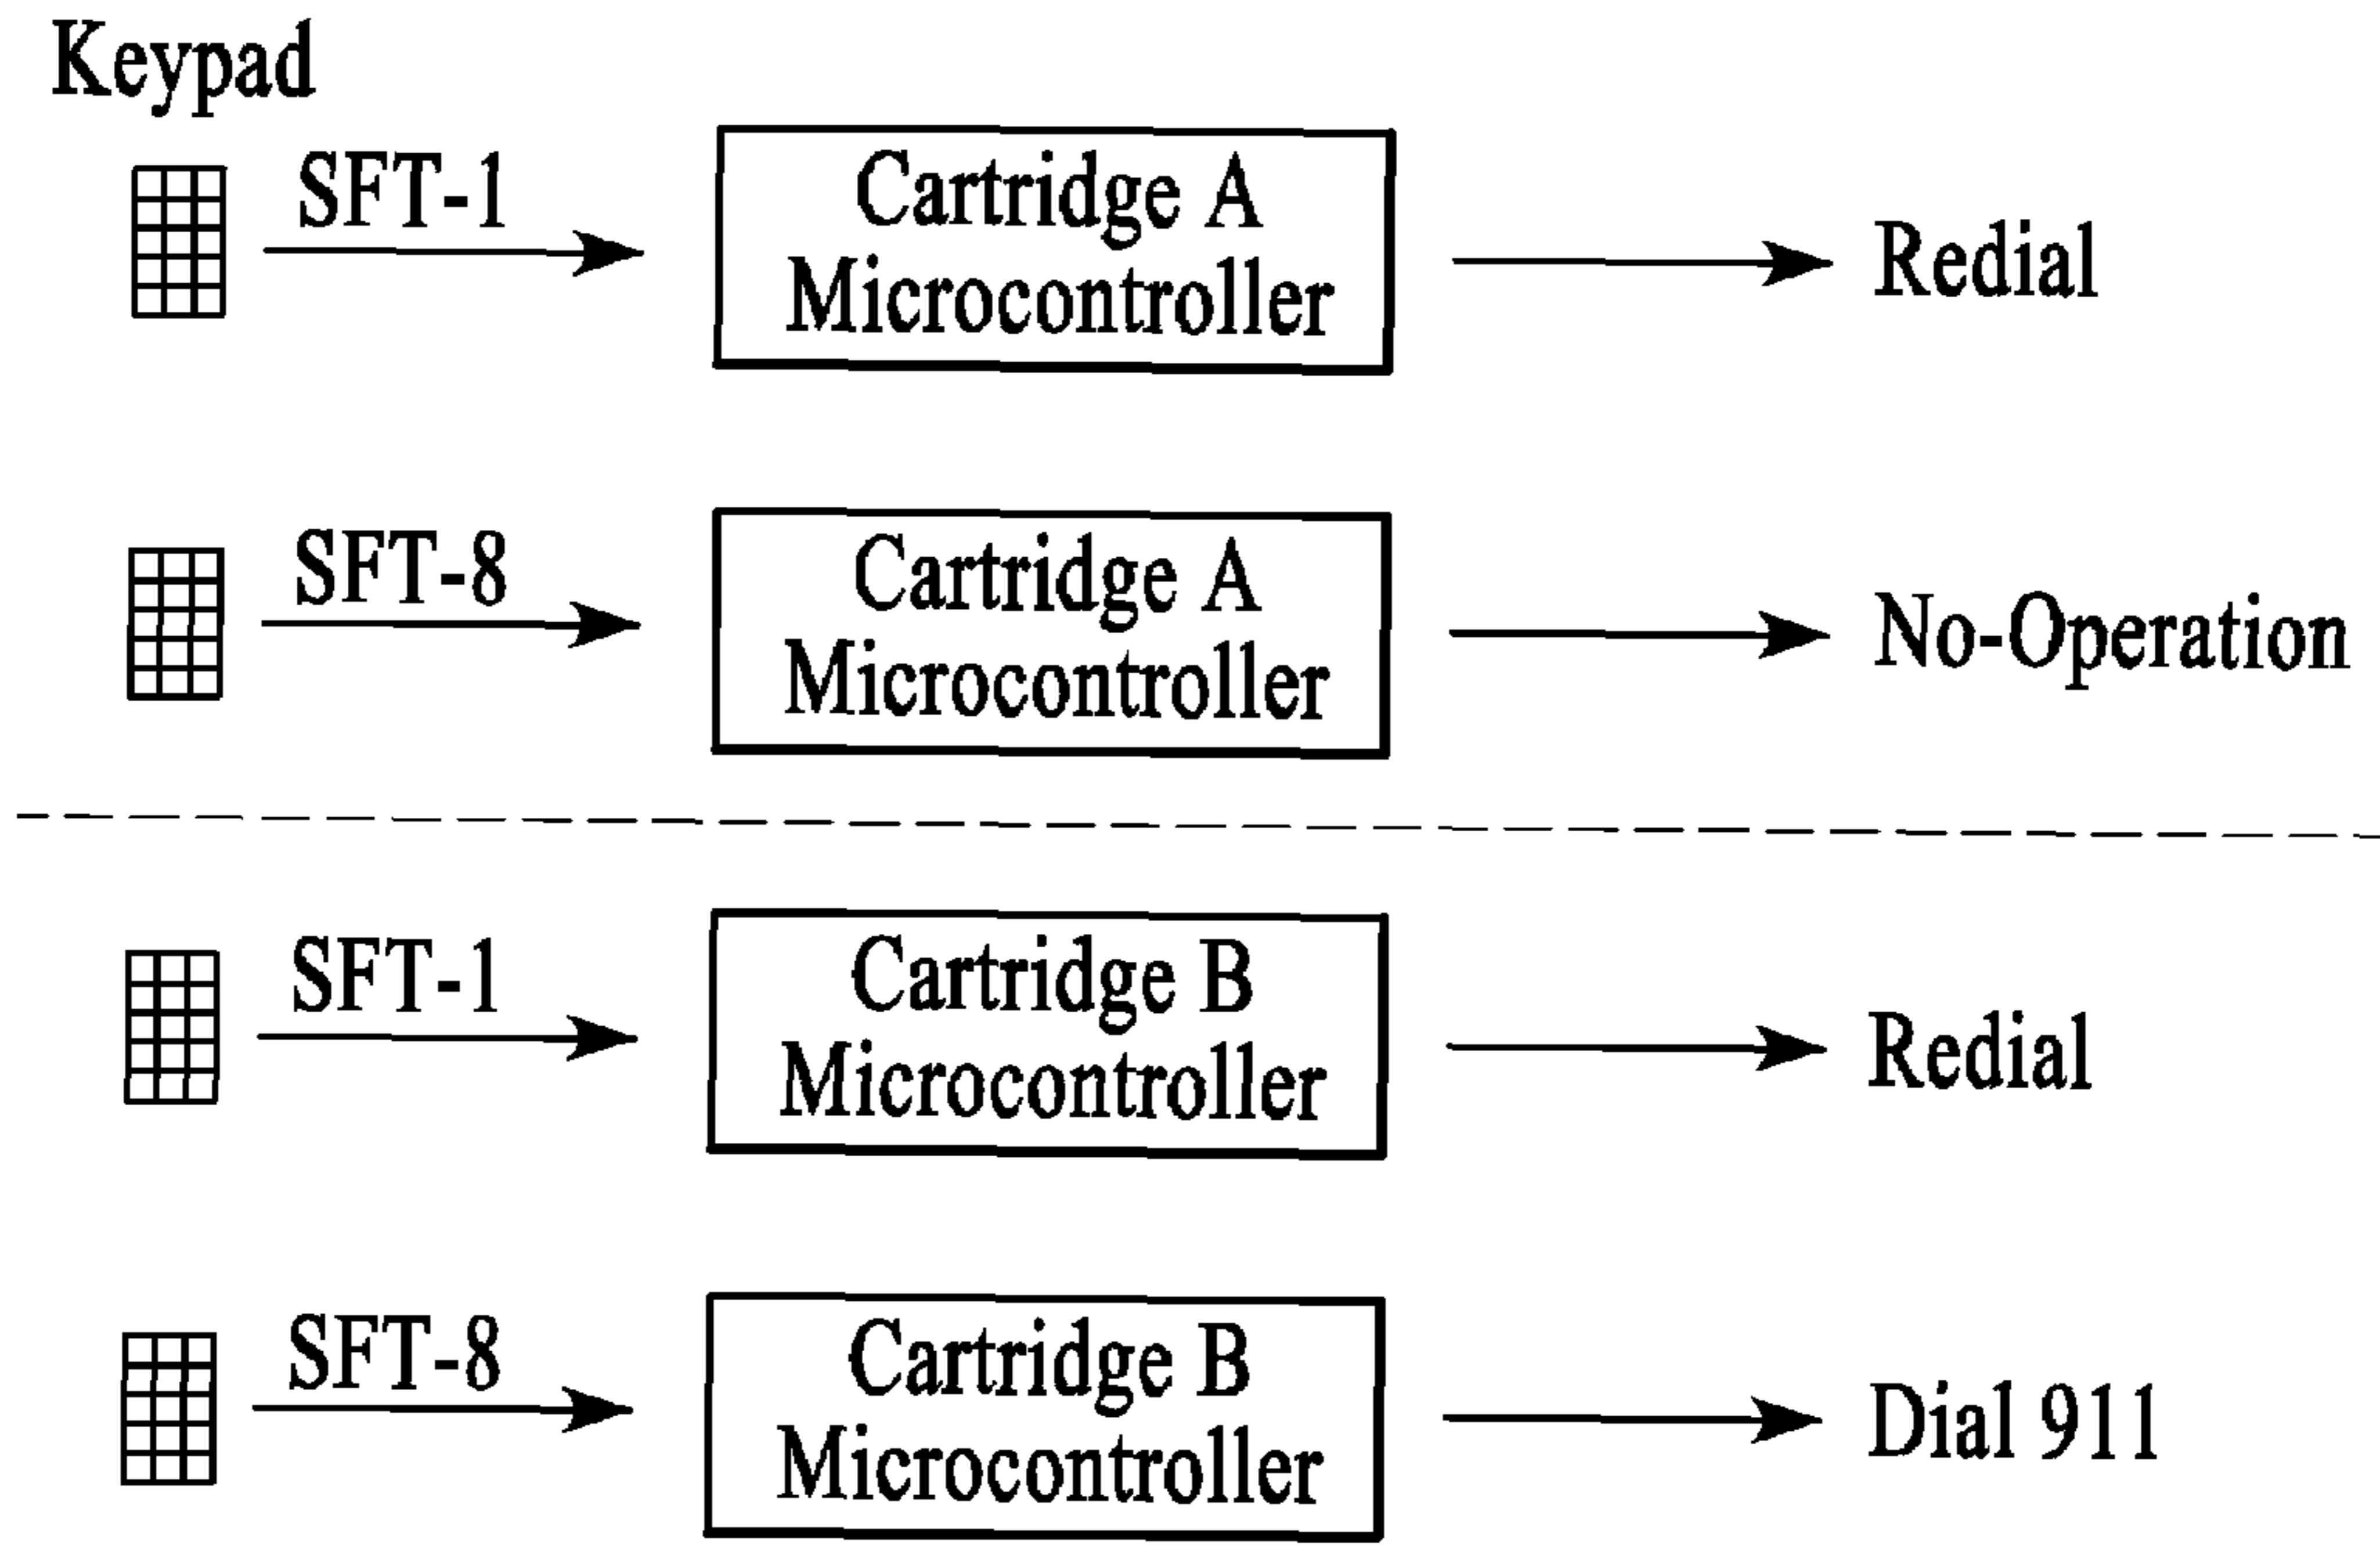 Keypad
SFT-1
Cartridge A
Microcontroller
Redial
SFT-8
Cartridge A
Microcontroller
No-Operation
SFT-1
Cartridge B
Microcontroller
Redial
SFT-8
Cartridge B
Microcontroller
Dial 911